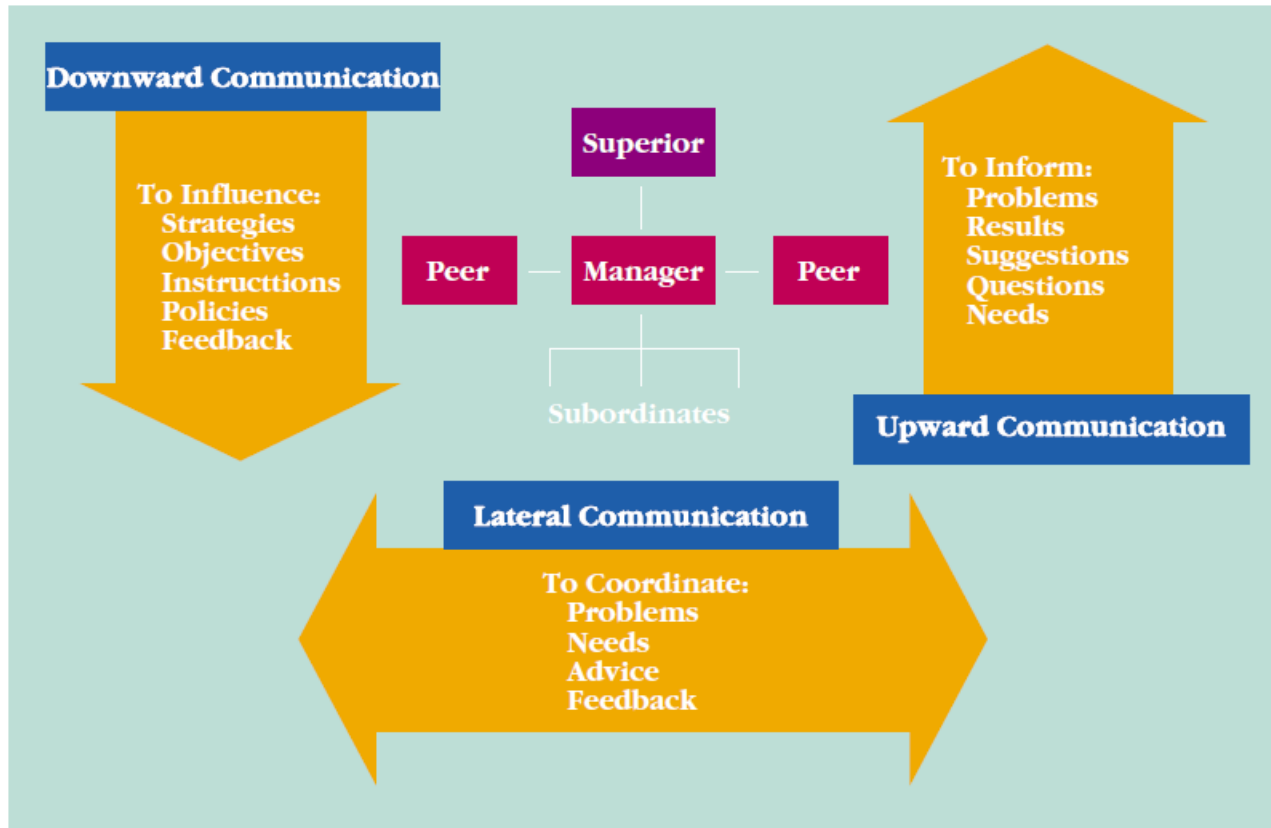 Downward Communication
To Influence:
Strategies
Objectives
Instructtions
Policies
Feedback
Superior
Peer
Manager
Peer
Subordinates
To Inform:
Problems
Results
Suggestions
Questions
Needs
Upward Communication
Lateral Communication
To Coordinate:
Problems
Needs
Advice
Feedback